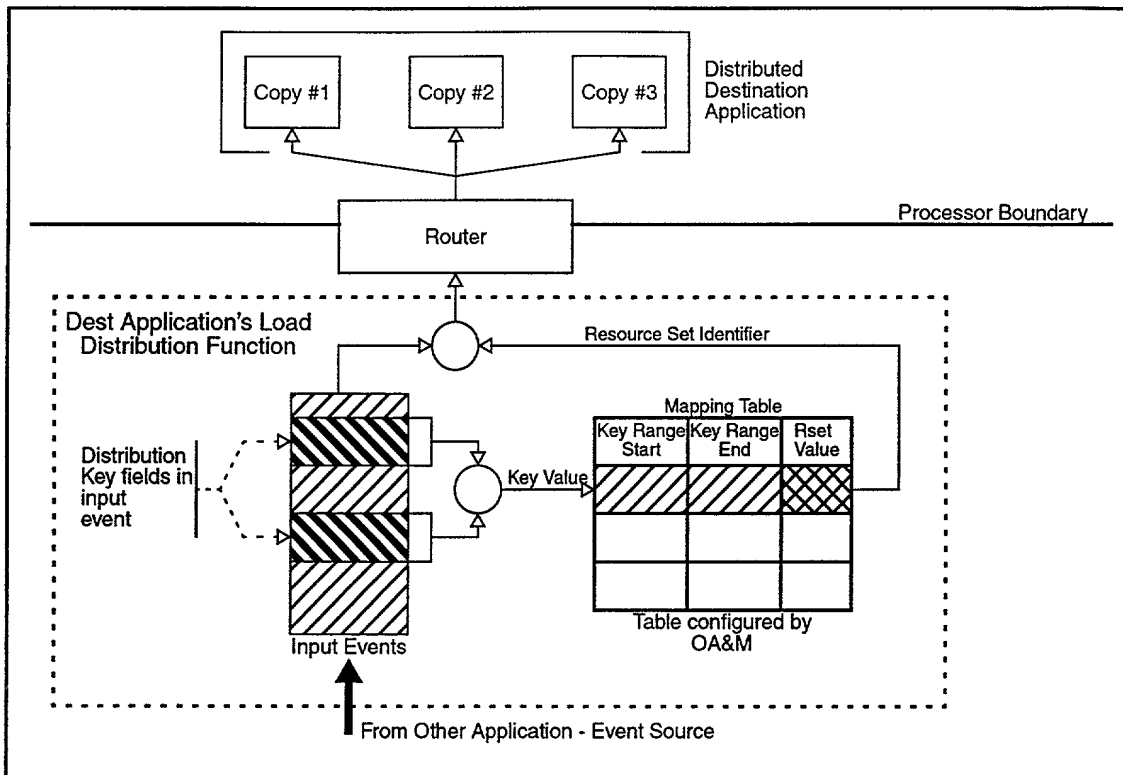 Copy #1
Copy #2
Copy #3
Distributed
Destination
Application
Processor Boundary
Router
Dest Application's Load
Distribution Function
Resource Set Identifier
Mapping Table
Key Range
Start
Key Range
End
Rset
Value
Distribution
Key fields in
input
event
Key Value
Table configured by
OA&M
Input Events
From Other Application - Event Source